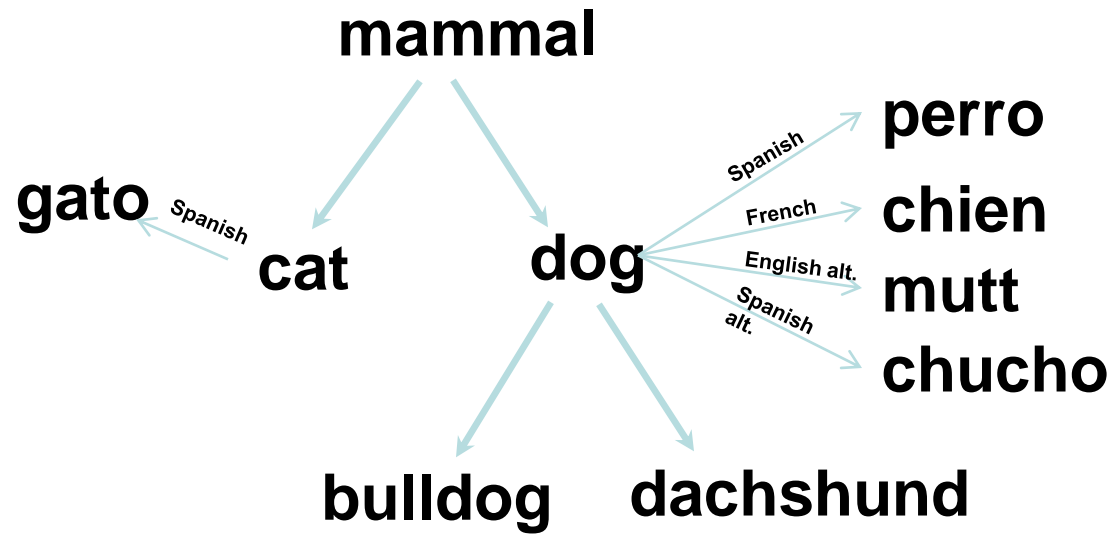 mammal
perro
Spanish
gato
Spanish
French
chien
cat
dog
English alt.
mutt
Spanish
alt.
chucho
bulldog
dachshund